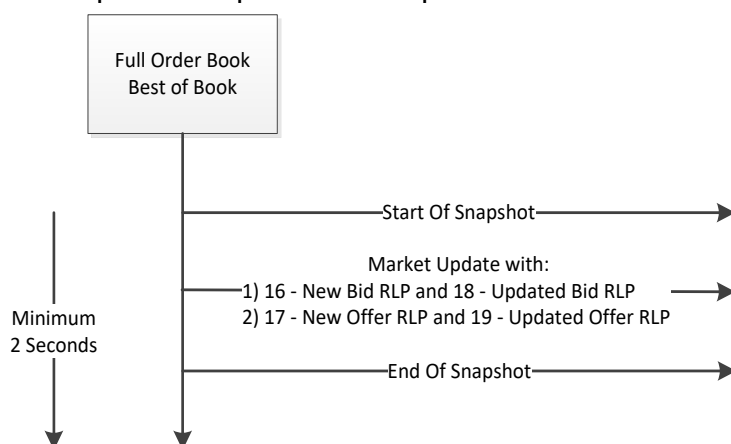 Full Order Book
Best of Book
Start Of Snapshot
Market Update with:
1) 16 - New Bid RLP and 18 - Updated Bid RLP
2) 17 - New Offer RLP and 19 - Updated Offer RLP
Minimum
2 Seconds
End Of Snapshot